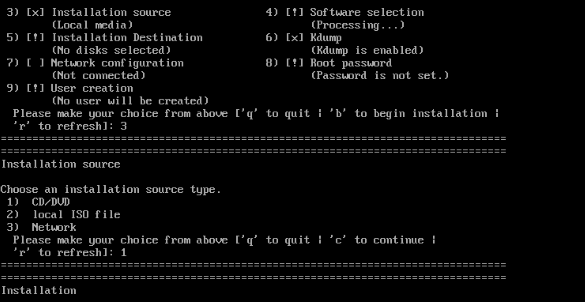 3) [x] Installation source 4) [!] Software selection
(Local media) (Processing...)
5) [!] Installation Destination 6) [x] Kdump
(No disks selected) (Kdump is enabled)
7) [ ] Network configuration 8) [!] Root password
(Not connected) (Password is not set.)
9) [!] User creation
(No user will be created)
Please make your choice from above ['q' to quit | 'b' to begin installation |
'r' to refresh]: 3
================================================================================
================================================================================
Installation source

Choose an installation source type.
1) CD/DVD
2) local ISO file
3) Network
Please make your choice from above ['q' to quit | 'c' to continue |
'r' to refresh]: 1
================================================================================
================================================================================
Installation